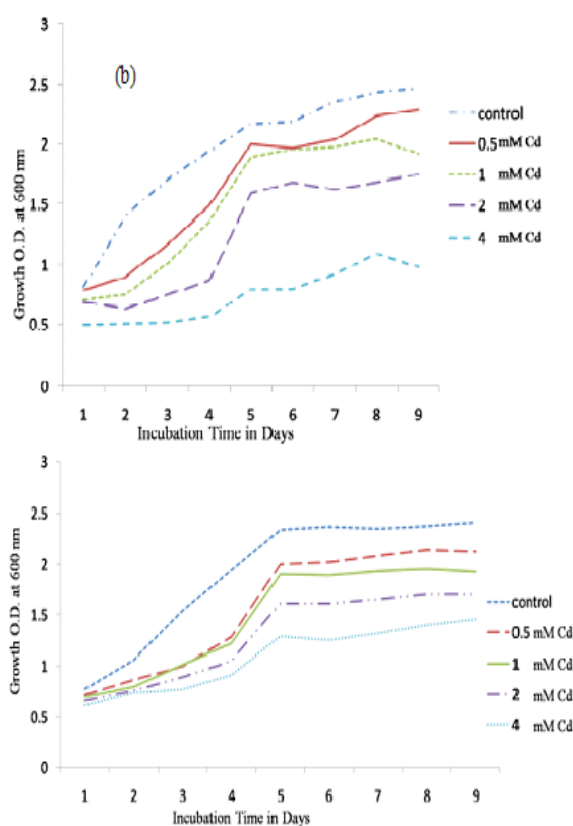 3
(b)
2.5
2
1.5
1
0.5
0
Growth O.D. at 600 nm
1 2 3 4 5 6 7 8 9
Incubation Time in Days
control
0.5 mM Cd
1 mM Cd
2 mM Cd
4 mM Cd
3
2.5
2
1.5
1
0.5
0
Growth O.D. at 600 nm
1 2 3 4 5 6 7 8 9
Incubation Time in Days
control
0.5 mM Cd
1 mM Cd
2 mM Cd
4 mM Cd